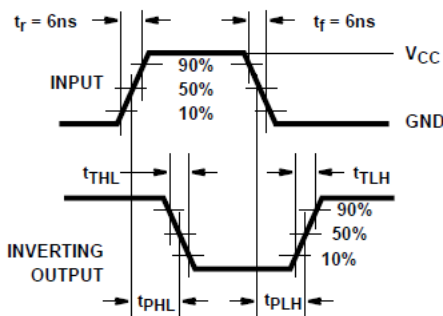 tr = 6ns
tf = 6ns
VCC
90%
INPUT
50%
10%
GND
tTHL
tTLH
90%
50%
INVERTING
OUTPUT
10%
tPHL
tPLH